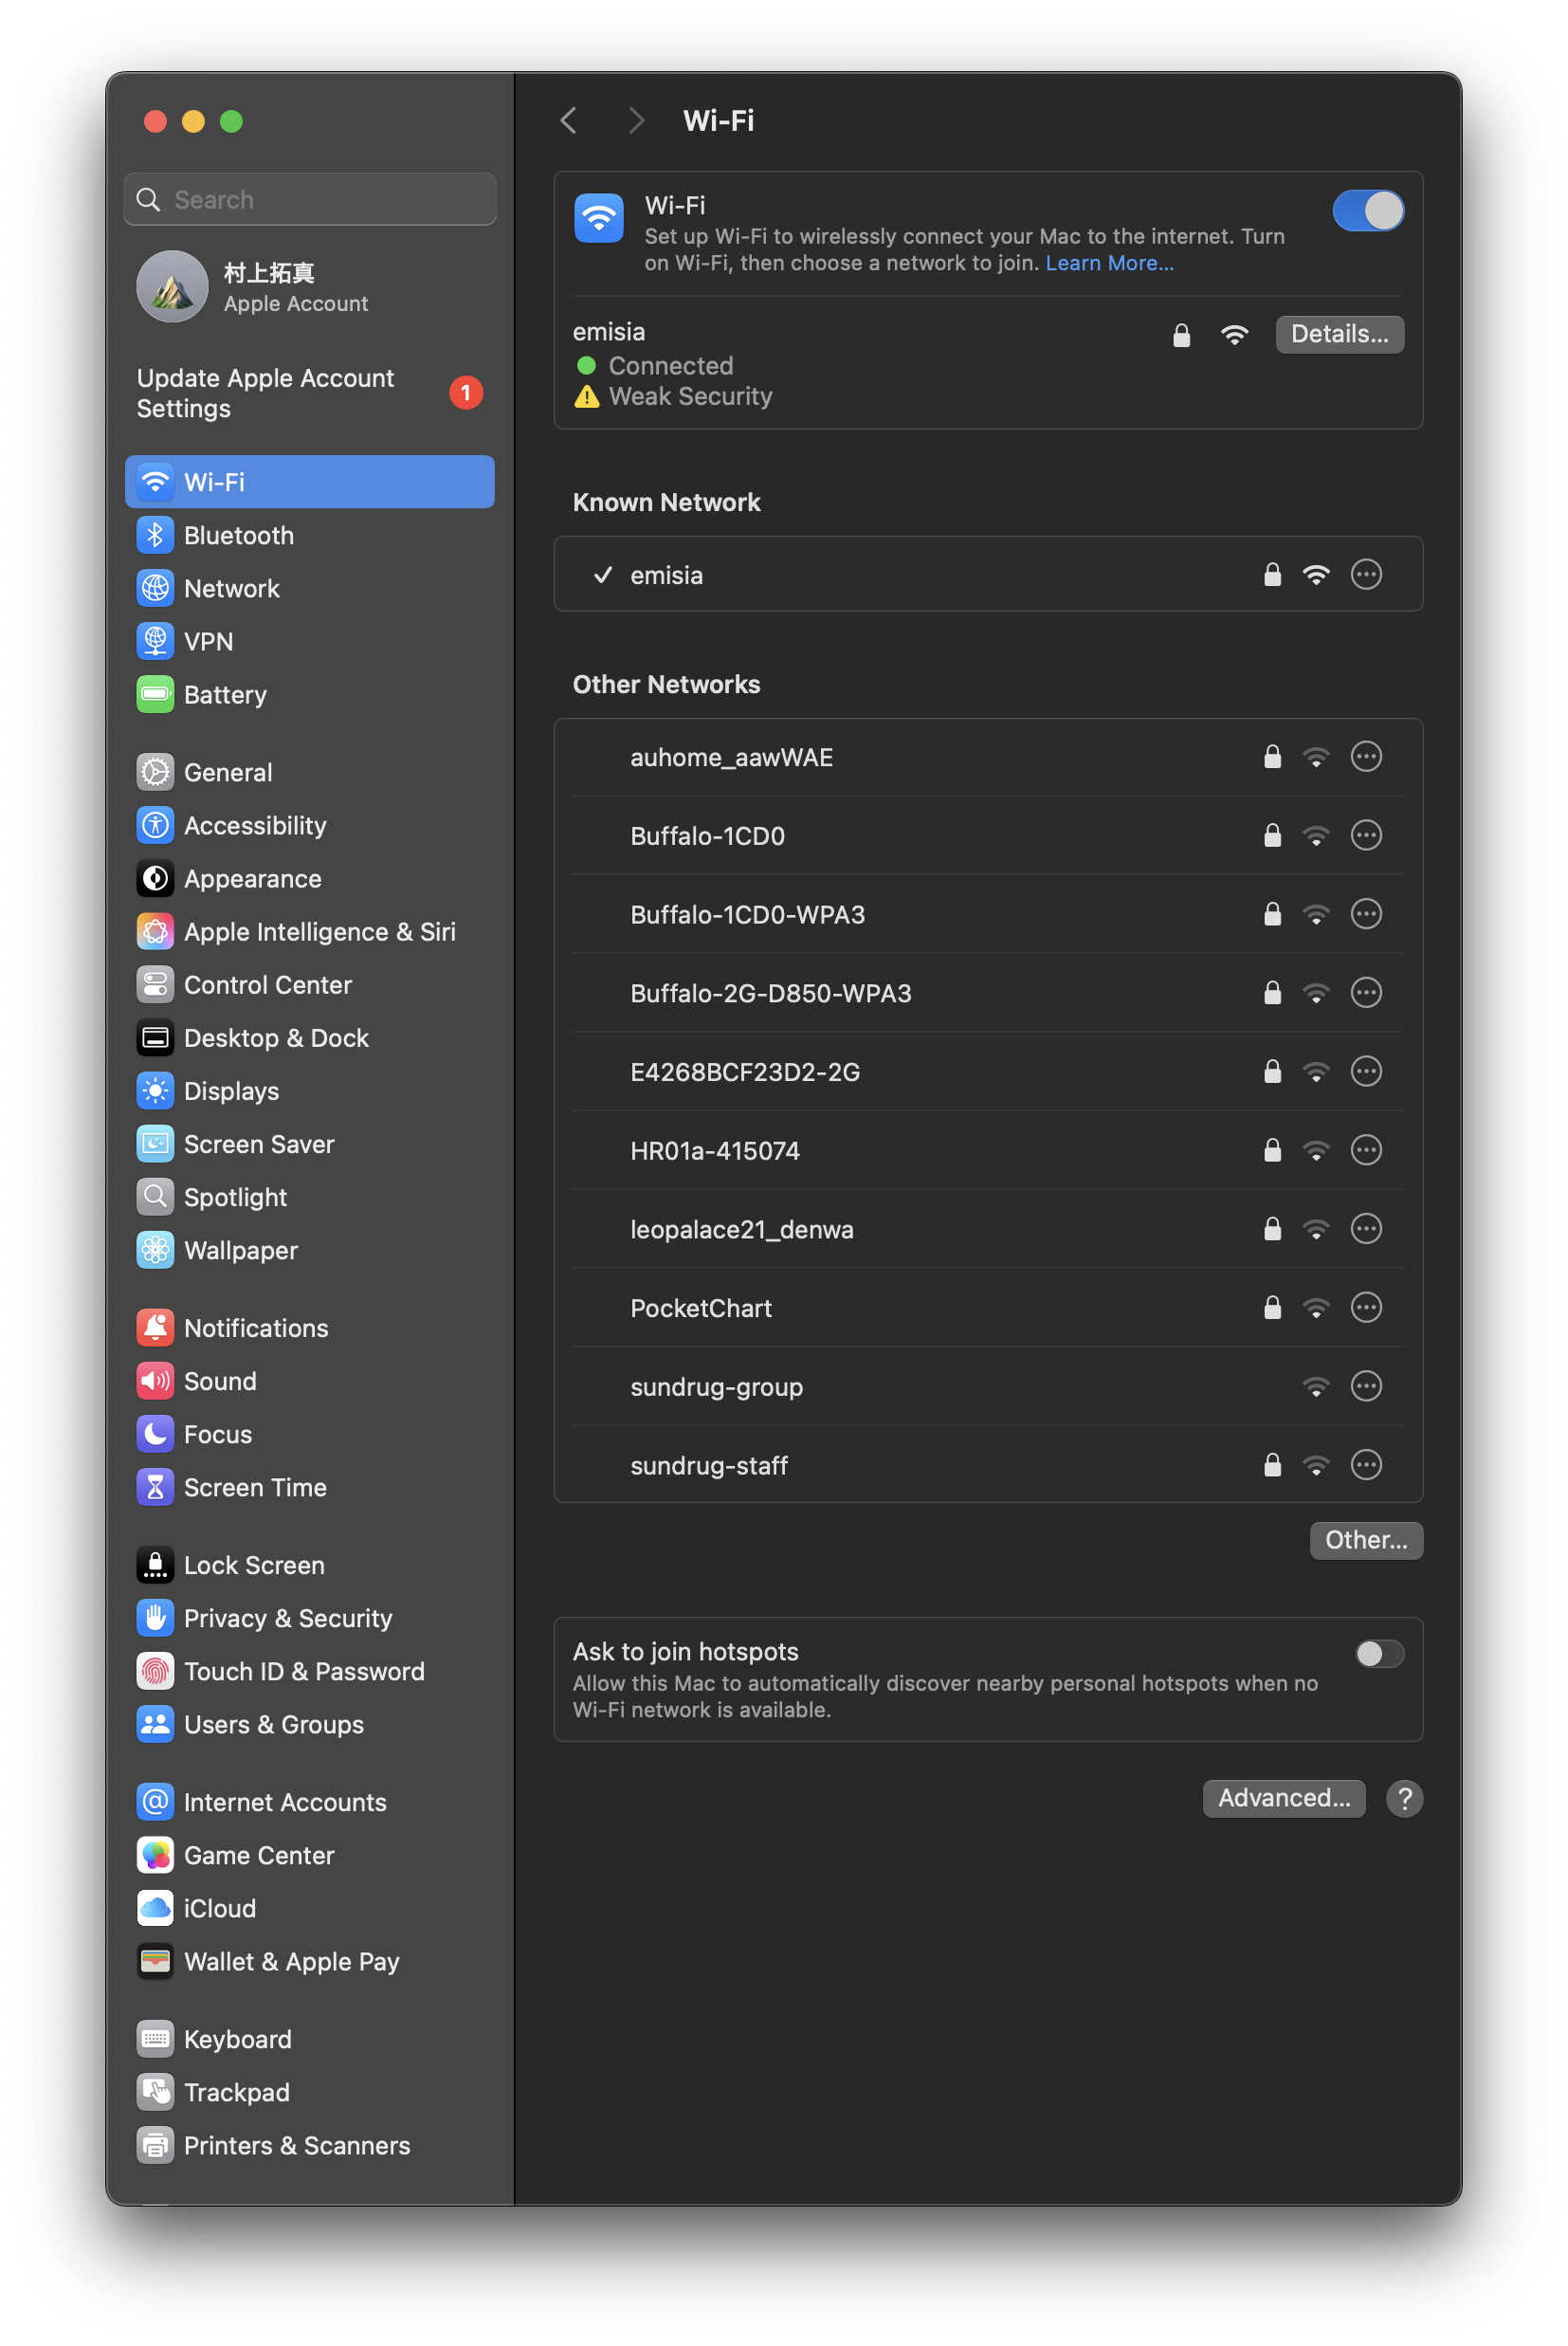 Search
村上拓真
Apple Account
Update Apple Account
Settings
1
Wi-Fi
Bluetooth
Network
VPN
Battery
General
Accessibility
Appearance
Apple Intelligence & Siri
Control Center
Desktop & Dock
Displays
Screen Saver
Spotlight
Wallpaper
Notifications
Sound
Focus
Screen Time
Lock Screen
Privacy & Security
Touch ID & Password
Users & Groups
Internet Accounts
Game Center
iCloud
Wallet & Apple Pay
Keyboard
Trackpad
Printers & Scanners
Wi-Fi
Wi-Fi
Set up Wi-Fi to wirelessly connect your Mac to the internet. Turn
on Wi-Fi, then choose a network to join. Learn More...
emisia
Details...
Connected
Weak Security
Known Network
emisia
Other Networks
auhome_aawWAE
Buffalo-1CD0
Buffalo-1CD0-WPA3
Buffalo-2G-D850-WPA3
E4268BCF23D2-2G
HR01a-415074
leopalace21_denwa
PocketChart
sundrug-group
sundrug-staff
Other...
Ask to join hotspots
Allow this Mac to automatically discover nearby personal hotspots when no
Wi-Fi network is available.
Advanced...
?